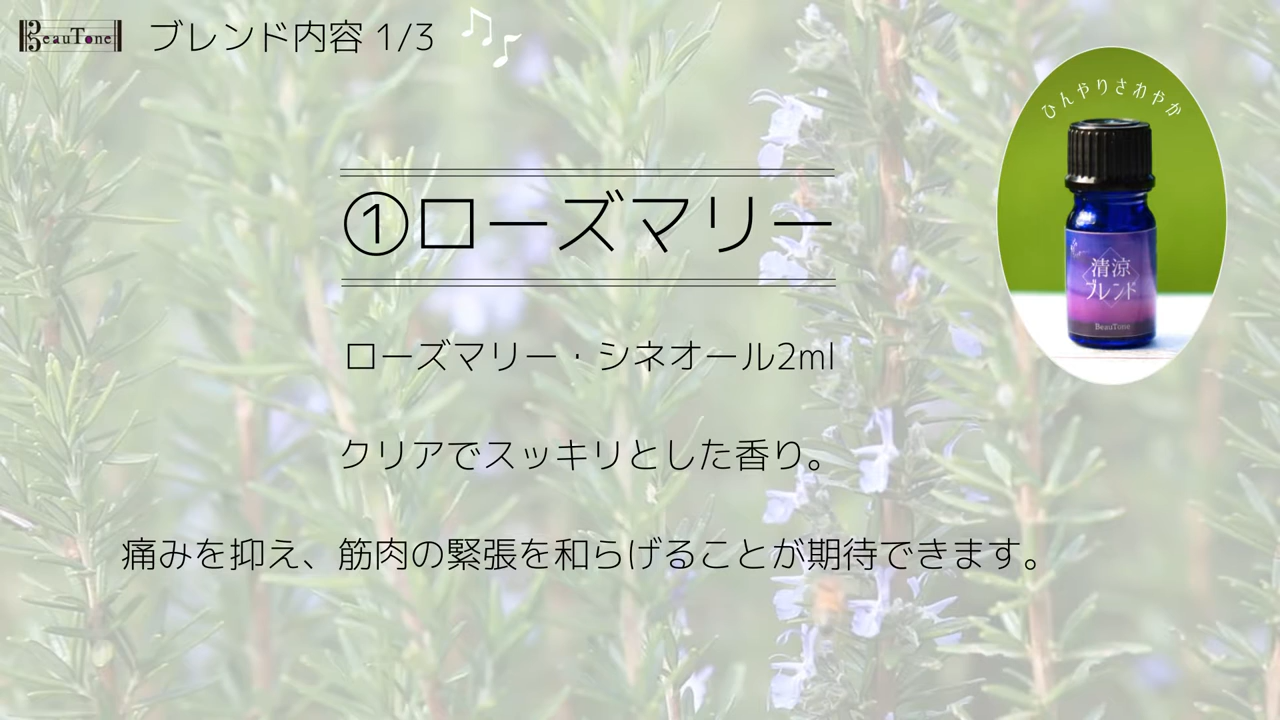 BeauTone
ブレンド内容 1/3
ひんやりさわやか
①ローズマリー
清涼
ブレンド
BeauTone
ローズマリー・シネオール2ml
クリアでスッキリとした香り。
痛みを抑え、筋肉の緊張を和らげることが期待できます。